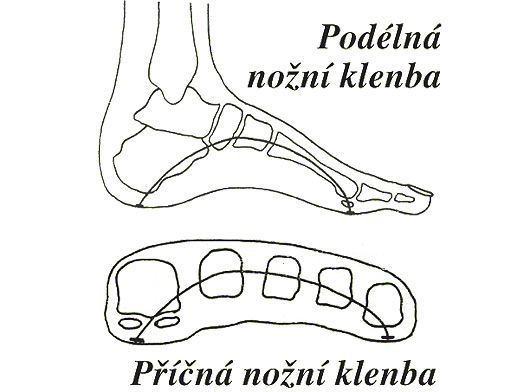 Podélná
nožní klenba
Příčná nožní klenba